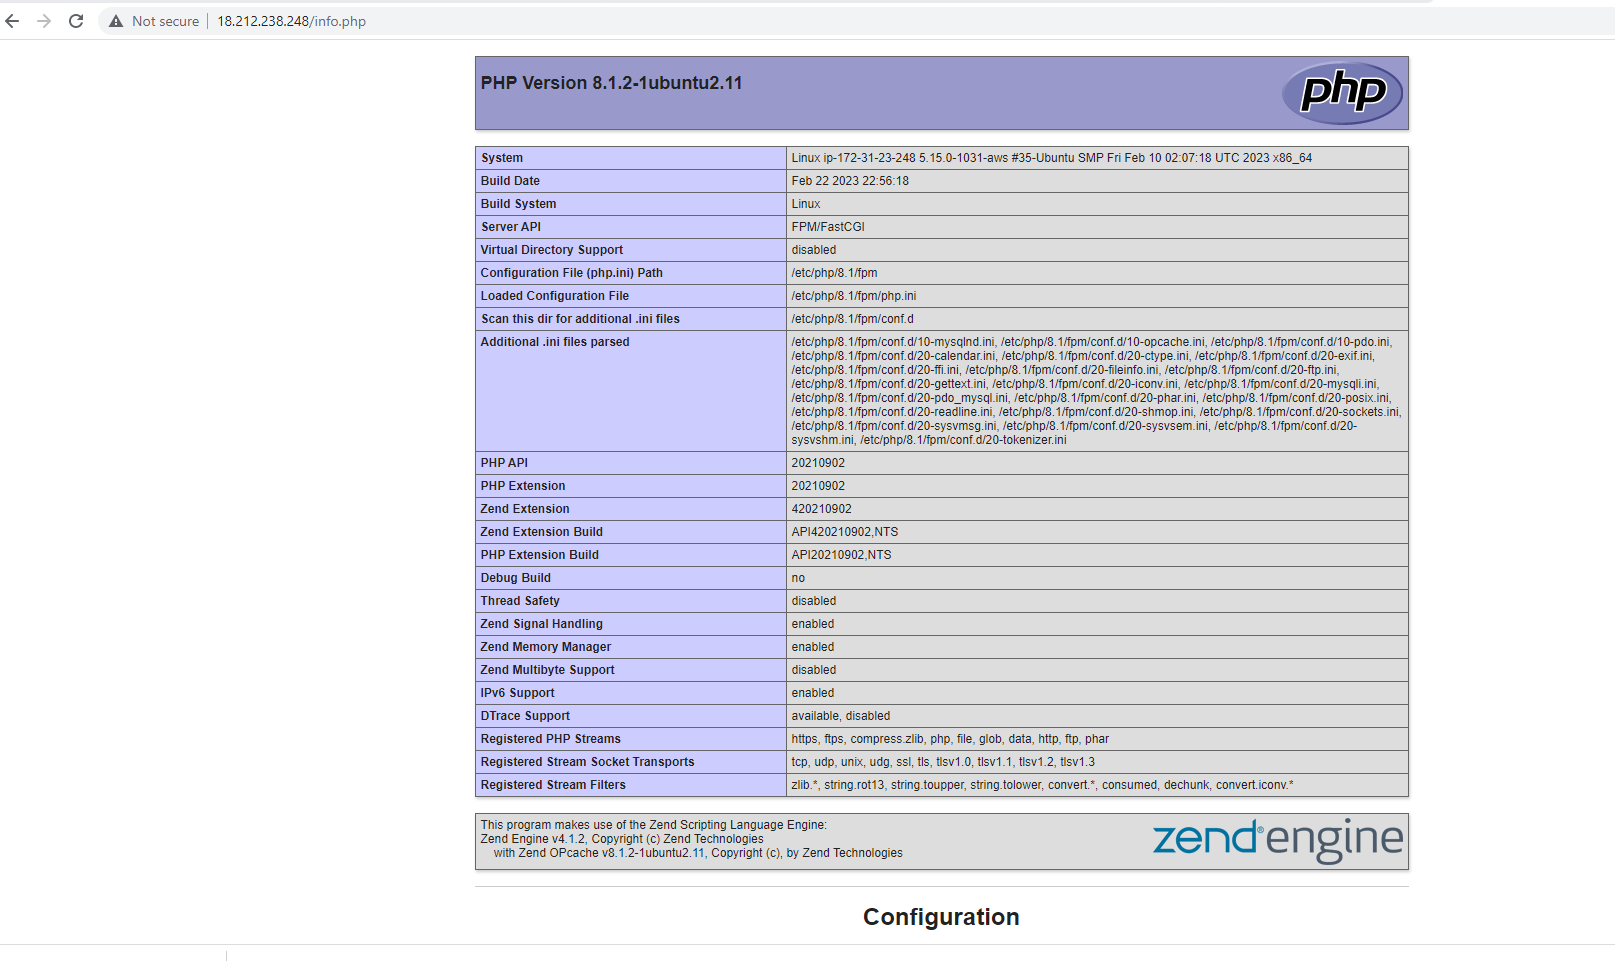 Not secure 18.212.238.248/info.php
PHP Version 8.1.2-1ubuntu2.11
php
System Linux ip-172-31-23-248 5.15.0-1031-aws #35-Ubuntu SMP Fri Feb 10 02:07:18 UTC 2023 x86_64
Build Date Feb 22 2023 22:56:18
Build System Linux
Server API FPM/FastCGI
Virtual Directory Support disabled
Configuration File (php.ini) Path /etc/php/8.1/fpm
Loaded Configuration File /etc/php/8.1/fpm/php.ini
Scan this dir for additional .ini files /etc/php/8.1/fpm/conf.d
Additional .ini files parsed /etc/php/8.1/fpm/conf.d/10-mysqlnd.ini, /etc/php/8.1/fpm/conf.d/10-opcache.ini, /etc/php/8.1/fpm/conf.d/10-pdo.ini,
/etc/php/8.1/fpm/conf.d/20-calendar.ini, /etc/php/8.1/fpm/conf.d/20-ctype.ini, /etc/php/8.1/fpm/conf.d/20-exif.ini,
/etc/php/8.1/fpm/conf.d/20-ffi.ini, /etc/php/8.1/fpm/conf.d/20-fileinfo.ini, /etc/php/8.1/fpm/conf.d/20-ftp.ini,
/etc/php/8.1/fpm/conf.d/20-gettext.ini, /etc/php/8.1/fpm/conf.d/20-iconv.ini, /etc/php/8.1/fpm/conf.d/20-mysqli.ini,
/etc/php/8.1/fpm/conf.d/20-pdo_mysql.ini, /etc/php/8.1/fpm/conf.d/20-phar.ini, /etc/php/8.1/fpm/conf.d/20-posix.ini,
/etc/php/8.1/fpm/conf.d/20-readline.ini, /etc/php/8.1/fpm/conf.d/20-shmop.ini, /etc/php/8.1/fpm/conf.d/20-sockets.ini,
/etc/php/8.1/fpm/conf.d/20-sysvmsg.ini, /etc/php/8.1/fpm/conf.d/20-sysvsem.ini, /etc/php/8.1/fpm/conf.d/20-
sysvshm.ini, /etc/php/8.1/fpm/conf.d/20-tokenizer.ini
PHP API 20210902
PHP Extension 20210902
Zend Extension 420210902
Zend Extension Build API420210902,NTS
PHP Extension Build API20210902,NTS
Debug Build no
Thread Safety disabled
Zend Signal Handling enabled
Zend Memory Manager enabled
Zend Multibyte Support disabled
IPv6 Support enabled
DTrace Support available, disabled
Registered PHP Streams https, ftps, compress.zlib, php, file, glob, data, http, ftp, phar
Registered Stream Socket Transports tcp, udp, unix, udg, ssl, tls, tlsv1.0, tlsv1.1, tlsv1.2, tlsv1.3
Registered Stream Filters zlib.*, string.rot13, string.toupper, string.tolower, convert.*, consumed, dechunk, convert.iconv.*
This program makes use of the Zend Scripting Language Engine:
Zend Engine v4.1.2, Copyright (c) Zend Technologies
with Zend OPcache v8.1.2-1ubuntu2.11, Copyright (c), by Zend Technologies
zend® engine
Configuration